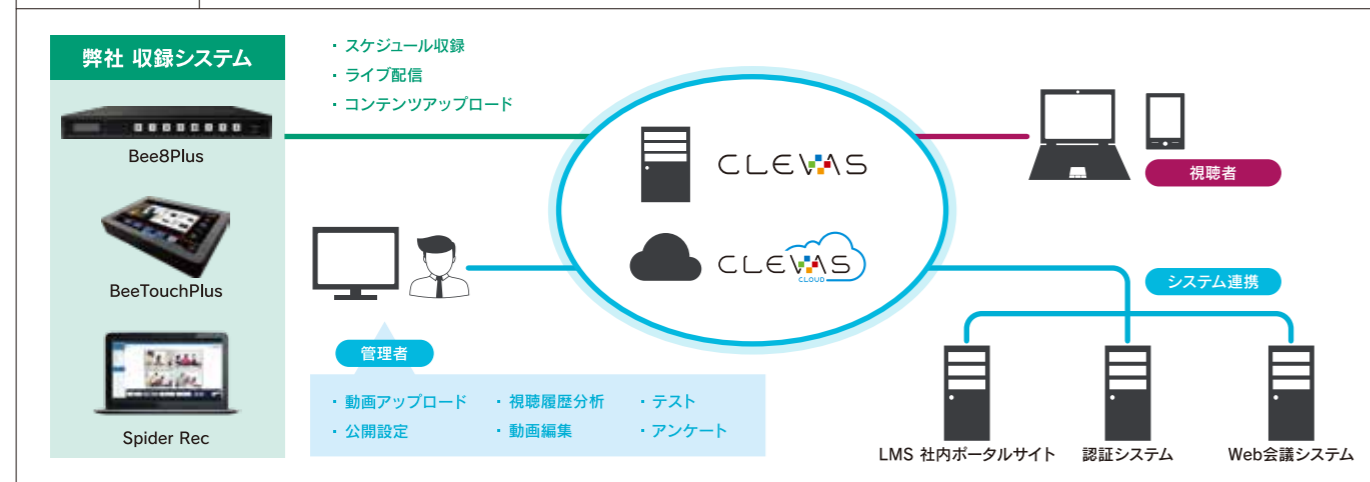 弊社 収録システム
Bee8Plus
BeeTouchPlus
Spider Rec
・スケジュール収録
・ライブ配信
・コンテンツアップロード
管理者
・動画アップロード ・視聴履歴分析 ・テスト
・公開設定 ・動画編集 ・アンケート
CLEVAS
CLEVAS
CLOUD
視聴者
システム連携
LMS 社内ポータルサイト 認証システム Web会議システム